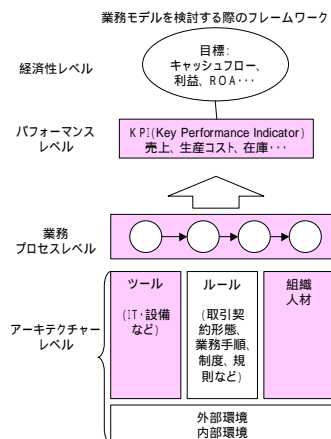 業務モデルを検討する際のフレームワーク
経済性レベル
目標:
キャッシュフロー、
利益、ROA･･･
パフォーマンス
レベル
KPI(Key Performance Indicator)
売上、生産コスト、在庫･･･
業務
プロセスレベル
アーキテクチャー
レベル
ツール
(IT･設備
など)
ルール
(取引契
約形態、
業務手順、
制度、規
則など)
組織
人材
外部環境
内部環境